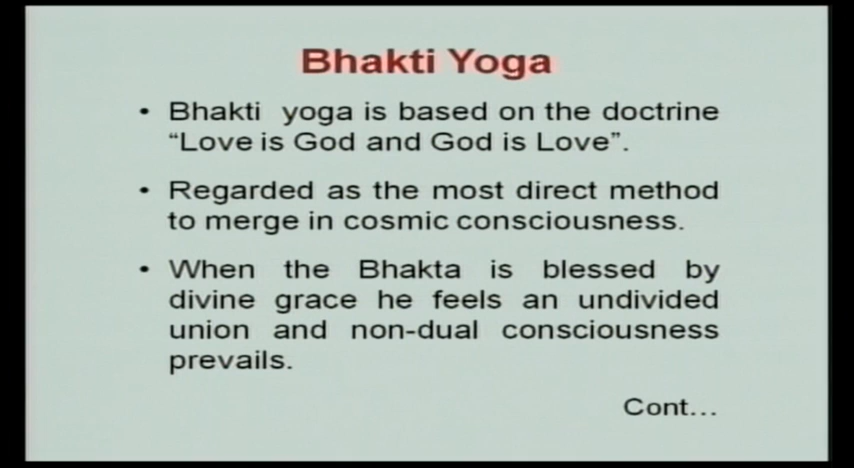 Bhakti Yoga
• Bhakti yoga is based on the doctrine
“Love is God and God is Love”.
• Regarded as the most direct method
to merge in cosmic consciousness.
• When the Bhakta is blessed by
divine grace he feels an undivided
union and non-dual consciousness
prevails.
Cont...